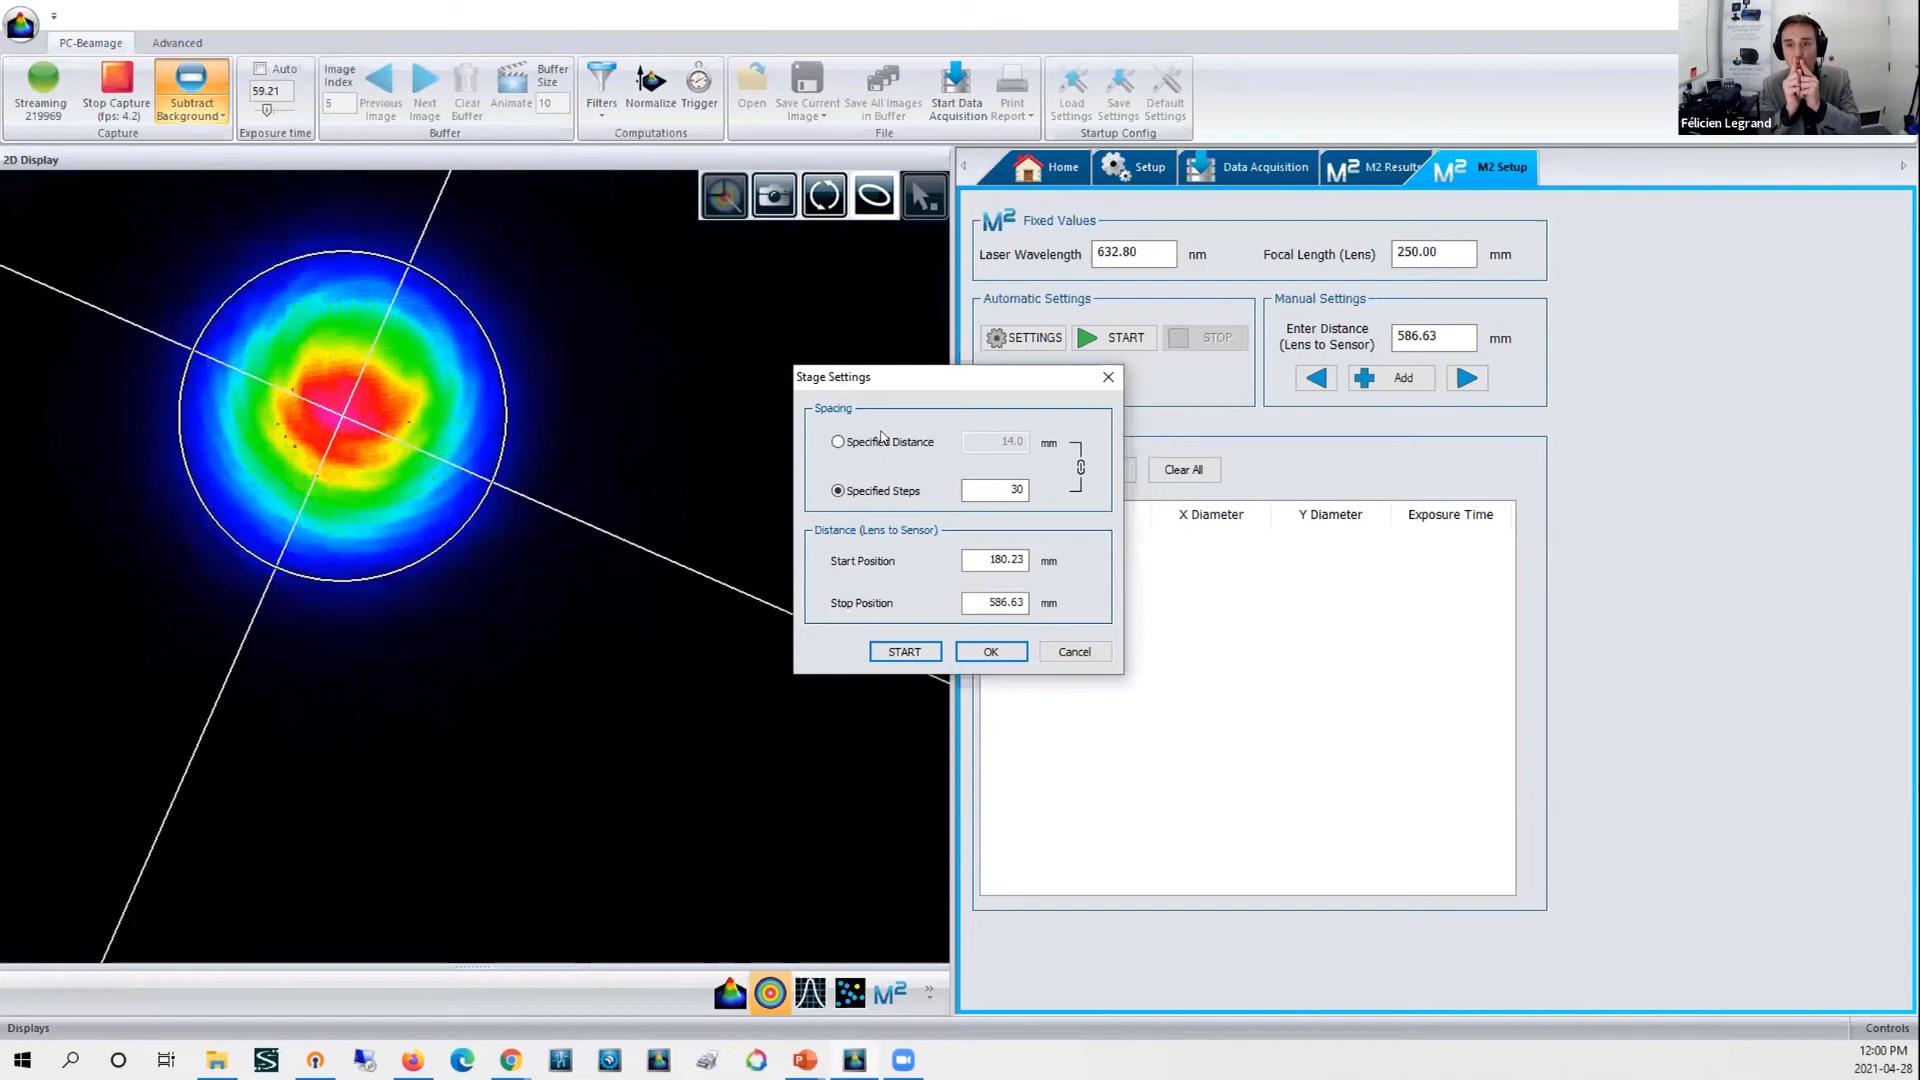 PC-Beamage
Advanced
Streaming
219969
Stop Capture
(fps: 4.2)
Subtract
Background
Capture
Auto
59.21
Exposure time
Image
Index
5
Previous
Image
Next
Image
Clear
Buffer
Animate
Buffer
Size
10
Buffer
Filters
Normalize
Trigger
Computations
Open
Save Current
Image
Save All Images
in Buffer
Start Data
Acquisition
Print
Report
File
Load
Settings
Save
Settings
Default
Settings
Startup Config
Félicien Legrand
2D Display
Home
Setup
Data Acquisition
M2 M2 Results
M2 M2 Setup
M2 Fixed Values
Laser Wavelength 632.80 nm
Focal Length (Lens) 250.00 mm
Automatic Settings
SETTINGS
START
STOP
Manual Settings
Enter Distance
(Lens to Sensor)
586.63 mm
Add
Stage Settings
Spacing
Specified Distance 14.0 mm
Specified Steps 30
Distance (Lens to Sensor)
Start Position 180.23 mm
Stop Position 586.63 mm
START
OK
Cancel
Clear All
X Diameter
Y Diameter
Exposure Time
M2
Displays
Controls
12:00 PM
2021-04-28